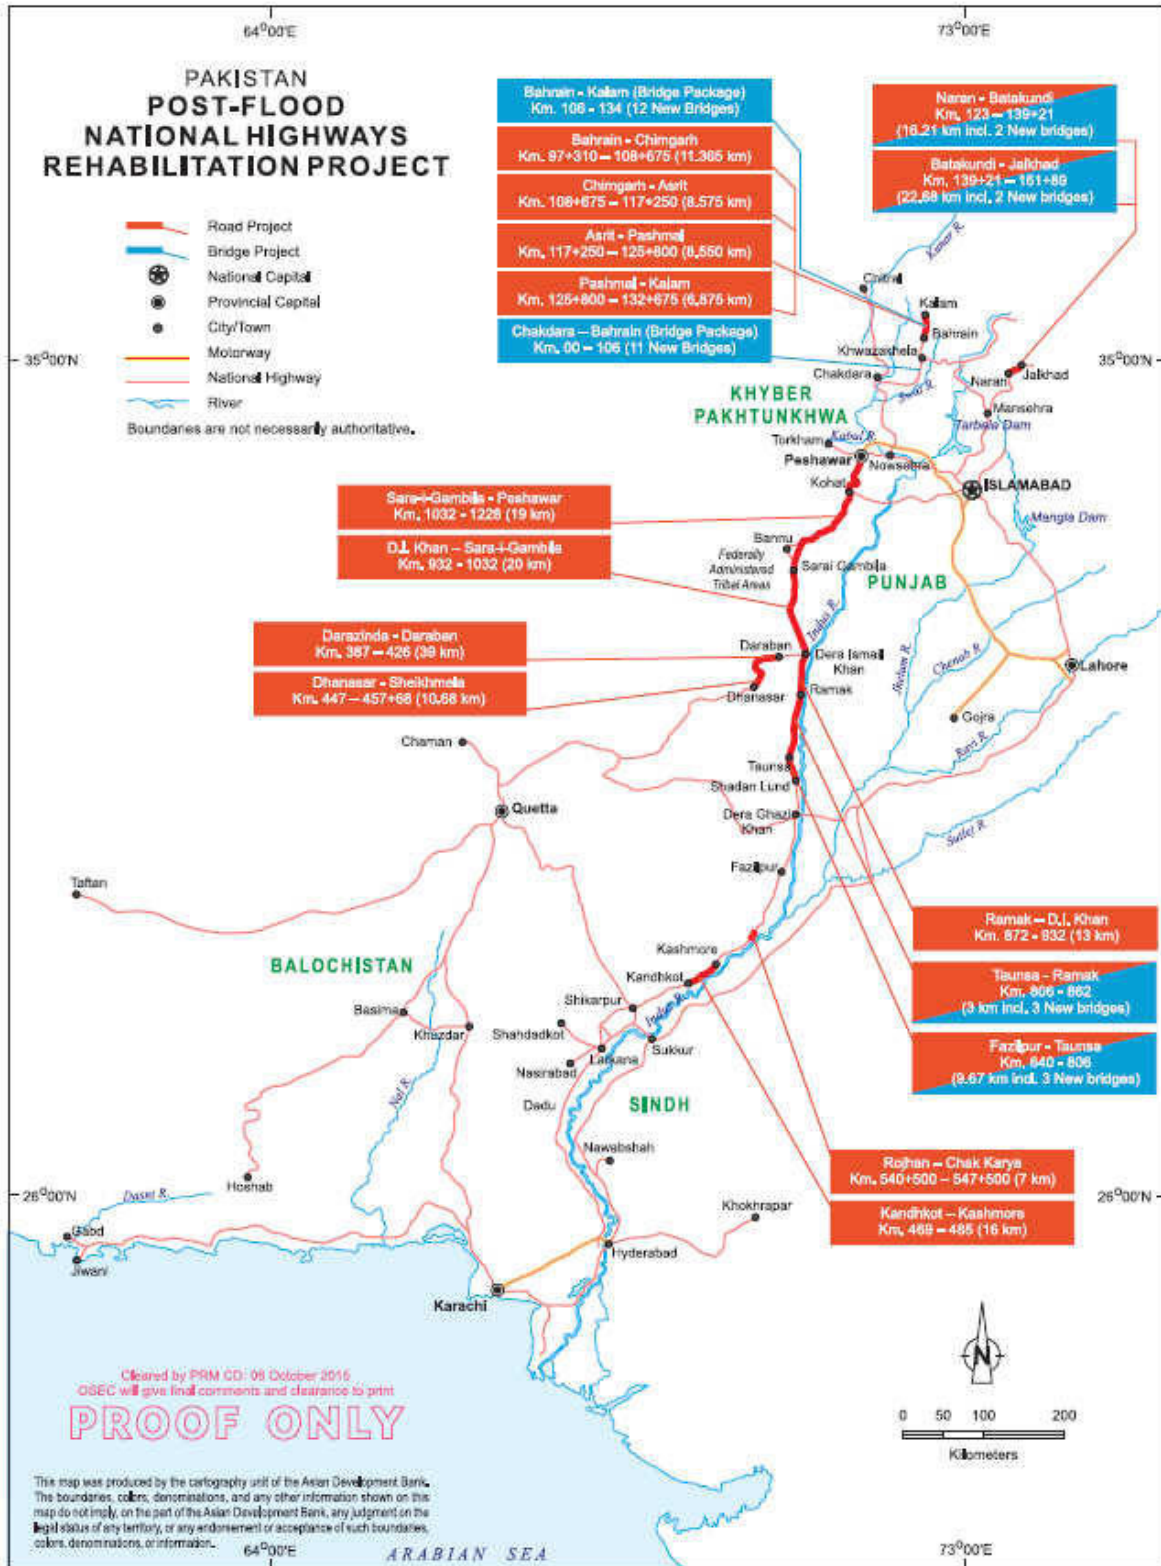 64°00'E
73°00'E
PAKISTAN
POST-FLOOD
NATIONAL HIGHWAYS
REHABILITATION PROJECT
Road Project
Bridge Project
National Capital
Provincial Capital
City/Town
Motorway
National Highway
River
Boundaries are not necessarily authoritative.
Bahrain - Kalam (Bridge Package)
Km. 106 - 134 (12 New Bridges)
Bahrain - Chimgarh
Km. 97+310 – 108+675 (11.365 km)
Chimgarh - Asrit
Km. 108+675 – 117+250 (8.575 km)
Asrit - Pashmal
Km. 117+250 – 125+800 (8.550 km)
Pashmal - Kalam
Km. 125+800 – 132+675 (6.875 km)
Chakdara – Bahrain (Bridge Package)
Km. 00 – 106 (11 New Bridges)
Naran - Batakundi
Km. 123 – 139+21
(16.21 km incl. 2 New bridges)
Batakundi - Jalkhad
Km. 139+21 – 161+89
(22.68 km incl. 2 New bridges)
Kunar R.
Chitral
Kalam
Bahrain
Khwazakhela
Chakdara
Swat R.
Naran
Jalkhad
Mansehra
Tarbela Dam
35°00'N
35°00'N
KHYBER
PAKHTUNKHWA
Torkham
Kabul R.
Peshawar
Nowsehra
Kohat
ISLAMABAD
Mangla Dam
Sara-i-Gambila - Peshawar
Km. 1032 - 1228 (19 km)
D.I. Khan – Sara-i-Gambila
Km. 932 - 1032 (20 km)
Bannu
Federally
Administered
Tribal Areas
Sarai Gambila
PUNJAB
Indus R.
Jhelum R.
Chenab R.
Darazinda - Daraban
Km. 387 – 426 (39 km)
Dhanasar - Sheikhmela
Km. 447 – 457+68 (10.68 km)
Daraban
Dera Ismail
Khan
Dhanasar
Ramak
Lahore
Gojra
Ravi R.
Chaman
Taunsa
Shadan Lund
Quetta
Dera Ghazi
Khan
Sutlej R.
Fazilpur
Taftan
Ramak – D.I. Khan
Km. 872 - 932 (13 km)
Taunsa - Ramak
Km. 806 - 862
(3 km incl. 3 New bridges)
Fazilpur - Taunsa
Km. 640 - 806
(9.67 km incl. 3 New bridges)
BALOCHISTAN
Kashmore
Kandhkot
Shikarpur
Indus R.
Basima
Khazdar
Shahdadkot
Larkana
Sukkur
Nasirabad
Nal R.
Dadu
SINDH
Nawabshah
Rojhan – Chak Karya
Km. 540+500 – 547+500 (7 km)
Kandhkot – Kashmore
Km. 469 – 485 (16 km)
26°00'N
26°00'N
Hoshab
Dasht R.
Gabd
Jiwani
Khokhrapar
Hyderabad
Karachi
N
0 50 100 200
Kilometers
Cleared by PRM CD: 06 October 2015
OSEC will give final comments and clearance to print
PROOF ONLY
This map was produced by the cartography unit of the Asian Development Bank.
The boundaries, colors, denominations, and any other information shown on this
map do not imply, on the part of the Asian Development Bank, any judgment on the
legal status of any territory, or any endorsement or acceptance of such boundaries,
colors, denominations, or information.
64°00'E
ARABIAN SEA
73°00'E